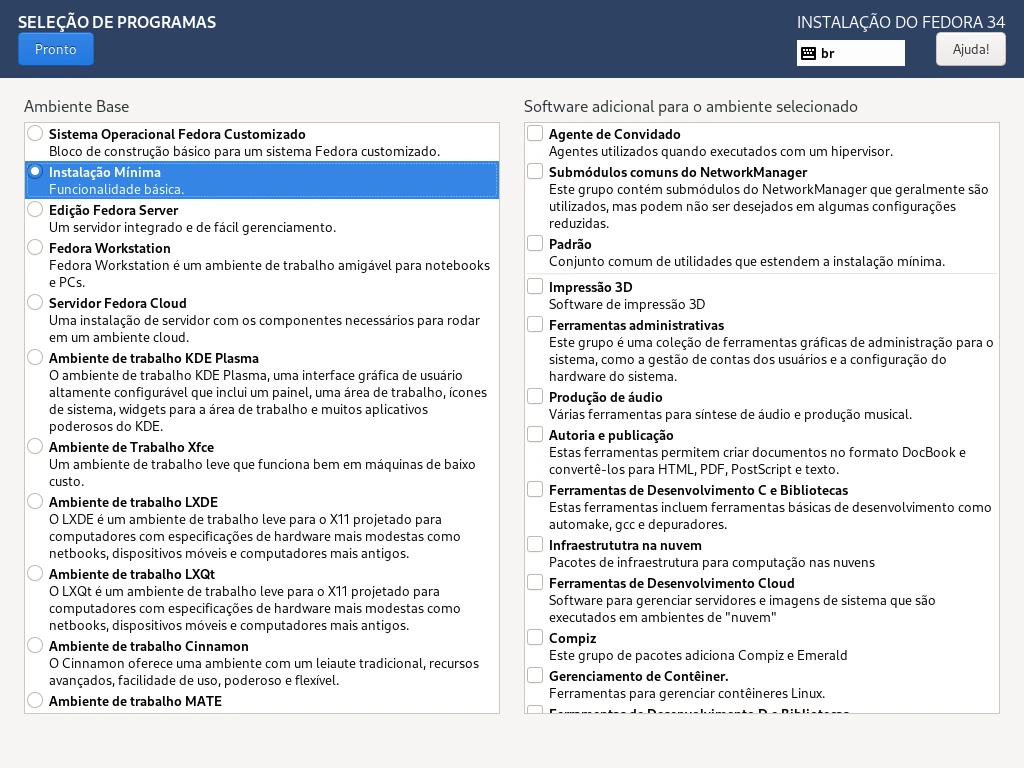 SELEÇÃO DE PROGRAMAS
INSTALAÇÃO DO FEDORA 34
Pronto
br
Ajuda!
Ambiente Base
Sistema Operacional Fedora Customizado
Bloco de construção básico para um sistema Fedora customizado.
Instalação Mínima
Funcionalidade básica.
Edição Fedora Server
Um servidor integrado e de fácil gerenciamento.
Fedora Workstation
Fedora Workstation é um ambiente de trabalho amigável para notebooks
e PCs.
Servidor Fedora Cloud
Uma instalação de servidor com os componentes necessários para rodar
em um ambiente cloud.
Ambiente de trabalho KDE Plasma
O ambiente de trabalho KDE Plasma, uma interface gráfica de usuário
altamente configurável que inclui um painel, uma área de trabalho, ícones
de sistema, widgets para a área de trabalho e muitos aplicativos
poderosos do KDE.
Ambiente de Trabalho Xfce
Um ambiente de trabalho leve que funciona bem em máquinas de baixo
custo.
Ambiente de trabalho LXDE
O LXDE é um ambiente de trabalho leve para o X11 projetado para
computadores com especificações de hardware mais modestas como
netbooks, dispositivos móveis e computadores mais antigos.
Ambiente de trabalho LXQt
O LXQt é um ambiente de trabalho leve para o X11 projetado para
computadores com especificações de hardware mais modestas como
netbooks, dispositivos móveis e computadores mais antigos.
Ambiente de trabalho Cinnamon
O Cinnamon oferece uma ambiente com um leiaute tradicional, recursos
avançados, facilidade de uso, poderoso e flexível.
Ambiente de trabalho MATE
Software adicional para o ambiente selecionado
Agente de Convidado
Agentes utilizados quando executados com um hipervisor.
Submódulos comuns do NetworkManager
Este grupo contém submódulos do NetworkManager que geralmente são
utilizados, mas podem não ser desejados em algumas configurações
reduzidas.
Padrão
Conjunto comum de utilidades que estendem a instalação mínima.
Impressão 3D
Software de impressão 3D
Ferramentas administrativas
Este grupo é uma coleção de ferramentas gráficas de administração para o
sistema, como a gestão de contas dos usuários e a configuração do
hardware do sistema.
Produção de áudio
Várias ferramentas para síntese de áudio e produção musical.
Autoria e publicação
Estas ferramentas permitem criar documentos no formato DocBook e
convertê-los para HTML, PDF, PostScript e texto.
Ferramentas de Desenvolvimento C e Bibliotecas
Estas ferramentas incluem ferramentas básicas de desenvolvimento como
automake, gcc e depuradores.
Infraestrututra na nuvem
Pacotes de infraestrutura para computação nas nuvens
Ferramentas de Desenvolvimento Cloud
Software para gerenciar servidores e imagens de sistema que são
executados em ambientes de "nuvem"
Compiz
Este grupo de pacotes adiciona Compiz e Emerald
Gerenciamento de Contêiner.
Ferramentas para gerenciar contêineres Linux.
Ferramentas de Desenvolvimento D e Bibliotecas